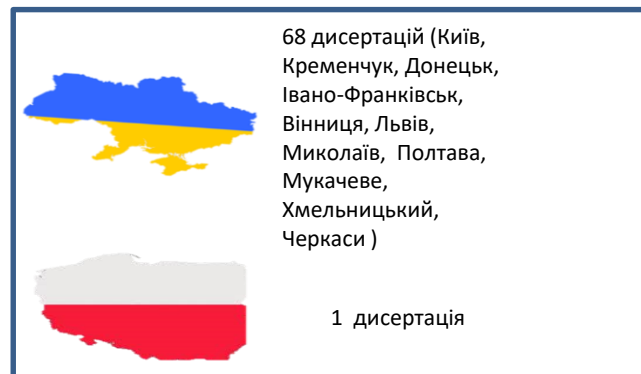 68 дисертацій (Київ,
Кременчук, Донецьк,
Івано-Франківськ,
Вінниця, Львів,
Миколаїв,  Полтава,
Мукачеве,
Хмельницький,
Черкаси )
1  дисертація